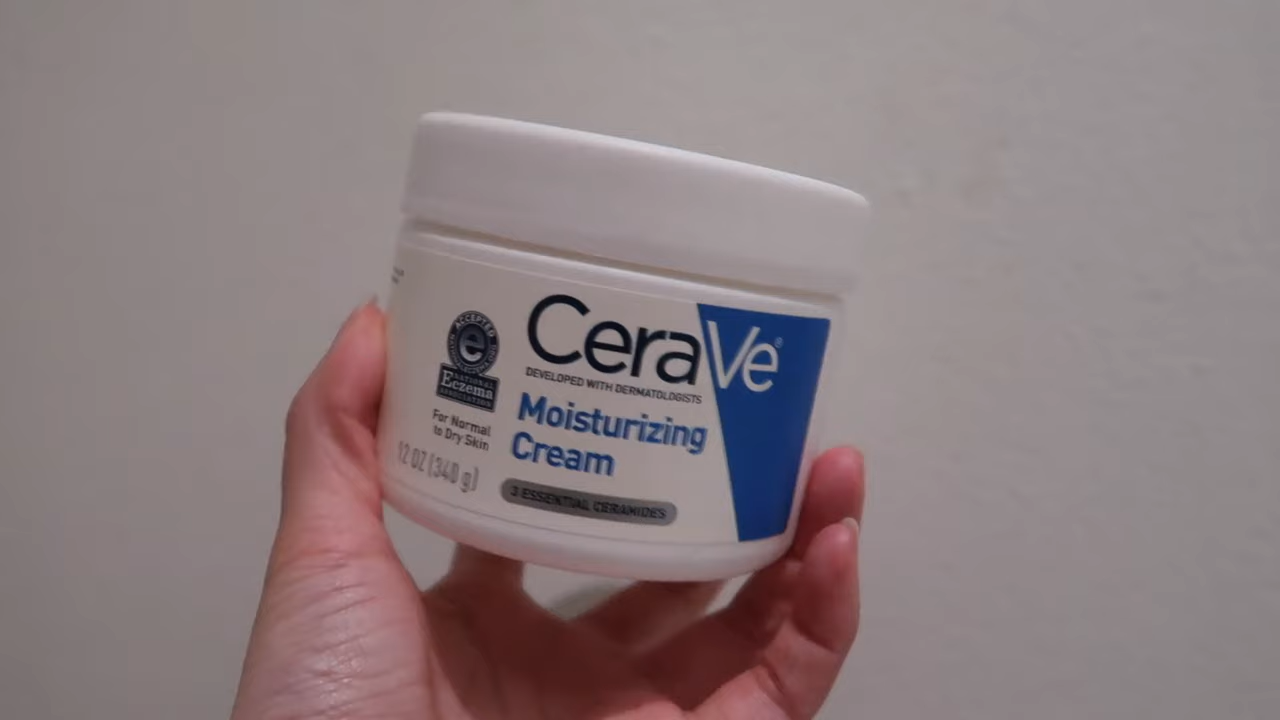 CeraVe®
DEVELOPED WITH DERMATOLOGISTS
Moisturizing
Cream
3 ESSENTIAL CERAMIDES
ACCEPTED
e
NATIONAL
Eczema
ASSOCIATION
For Normal
to Dry Skin
12 OZ (340 g)